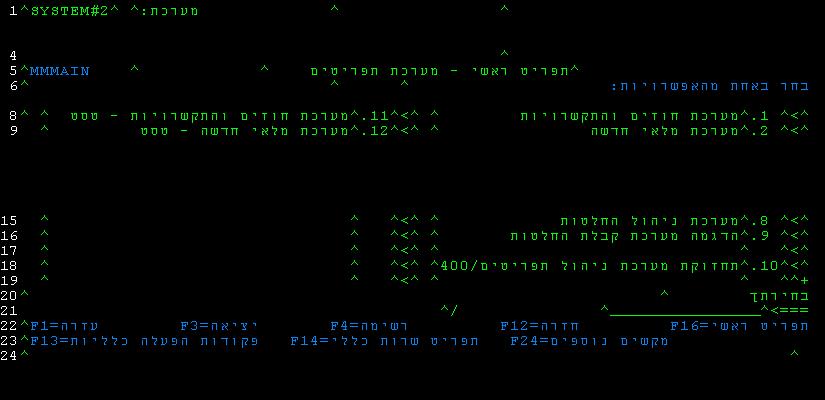 1 ^SYSTEM#2^ ^מערכת: ^ ^
4 ^
5 ^MMMAIN ^ ^ תפריט ראשי - מערכת תפריטים^
6 ^ ^ ^ בחר באחת מהאפשרויות:
8 ^<^ 1.^מערכת חוזים והתקשרויות ^ ^<^11.^מערכת חוזים והתקשרויות - טסט ^ ^
9 ^<^ 2.^מערכת מלאי חדשה ^ ^<^12.^מערכת מלאי חדשה - טסט ^
15 ^<^ 8.^מערכת ניהול החלטות ^ ^<^ ^ ^
16 ^<^ 9.^הדגמה מערכת קבלת החלטות ^ ^<^ ^ ^
17 ^<^ ^ ^ ^<^ ^ ^
18 ^<^10.^תחזוקת מערכת ניהול תפריטים/400^ ^<^ ^ ^
19 +^^ ^ ^ ^<^ ^ ^
20 ^ ^ בחירתך
21 ^/ ^_______________^<===
22 ^F1=עזרה F3=יציאה F4=רשימה F12=חזרה F16=תפריט ראשי
23 ^F13=פקודות הפעלה כלליות F14=תפריט שרות כללי F24=מקשים נוספים
24 ^ ^